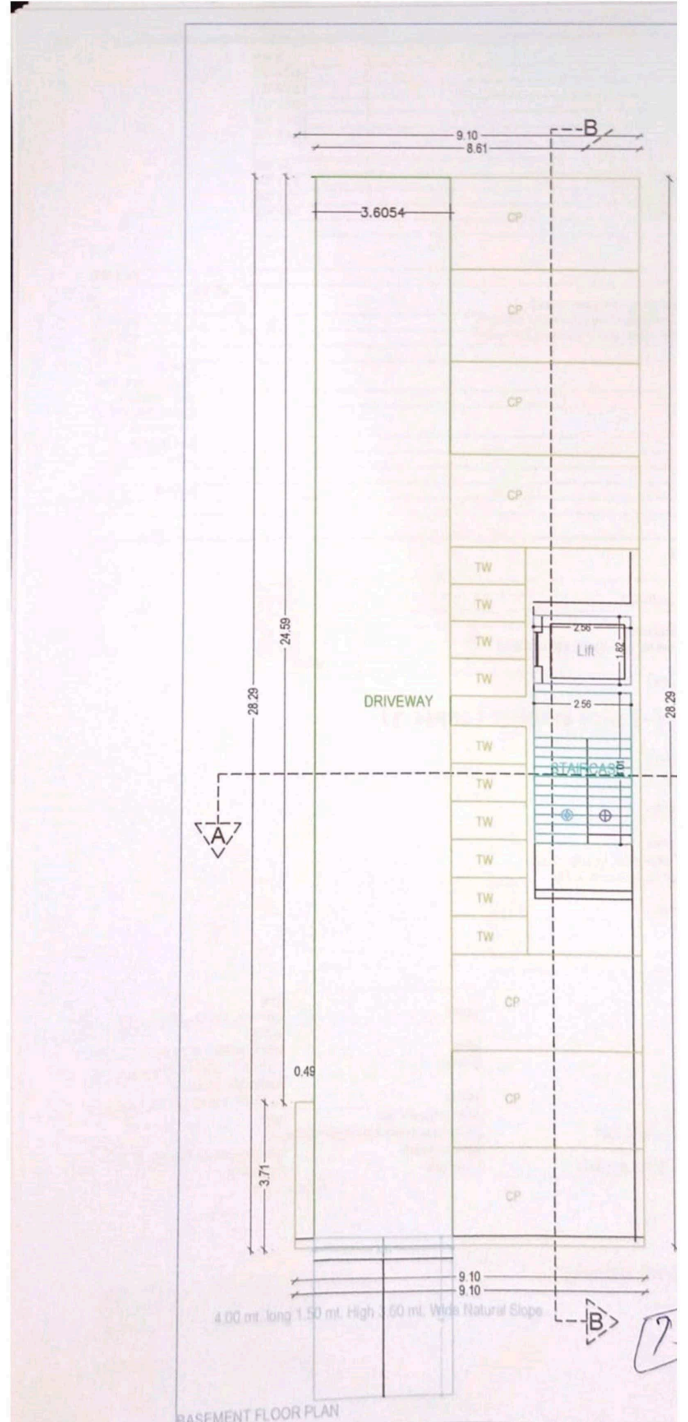 B
9.10
8.61
3.6054
CP
CP
CP
CP
TW
TW
2.56
TW
Lift
1.82
TW
24.59
28.29
28.29
DRIVEWAY
2.56
TW
STAIRCASE
TW
A
TW
TW
TW
TW
CP
0.49
CP
3.71
CP
9.10
9.10
4.00 mt. long 1.50 mt. High 3.60 mt. Wide Natural Slope
B
BASEMENT FLOOR PLAN